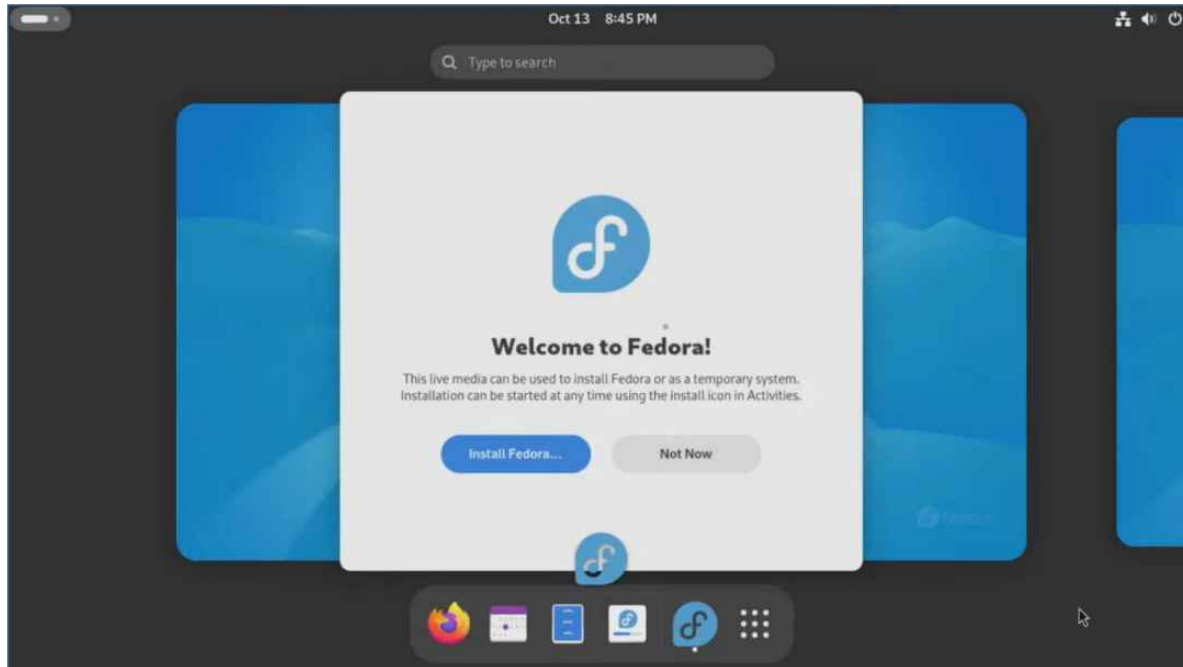 Oct 13 8:45 PM
Type to search
Welcome to Fedora!
This live media can be used to install Fedora or as a temporary system.
Installation can be started at any time using the install icon in Activities.
Install Fedora...
Not Now